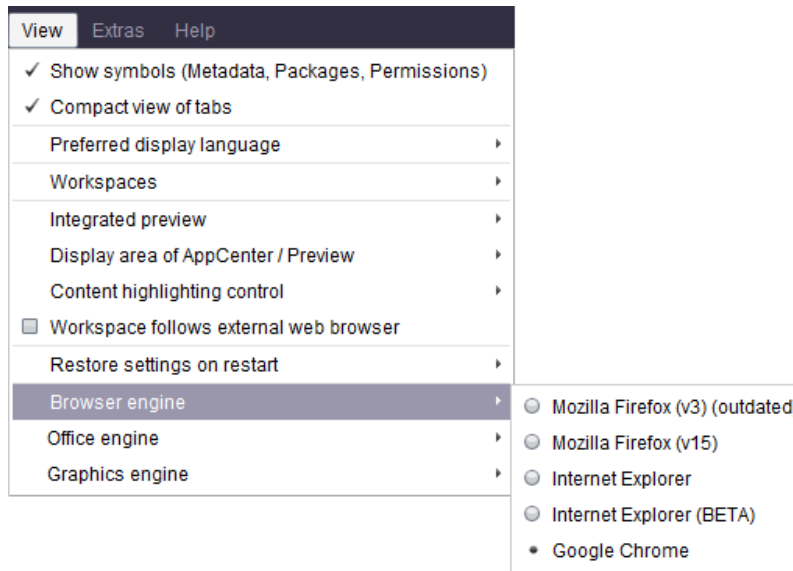 View Extras Help
Show symbols (Metadata, Packages, Permissions)
Compact view of tabs
Preferred display language
Workspaces
Integrated preview
Display area of AppCenter / Preview
Content highlighting control
Workspace follows external web browser
Restore settings on restart
Browser engine
Office engine
Graphics engine
Mozilla Firefox (v3) (outdated
Mozilla Firefox (v15)
Internet Explorer
Internet Explorer (BETA)
Google Chrome